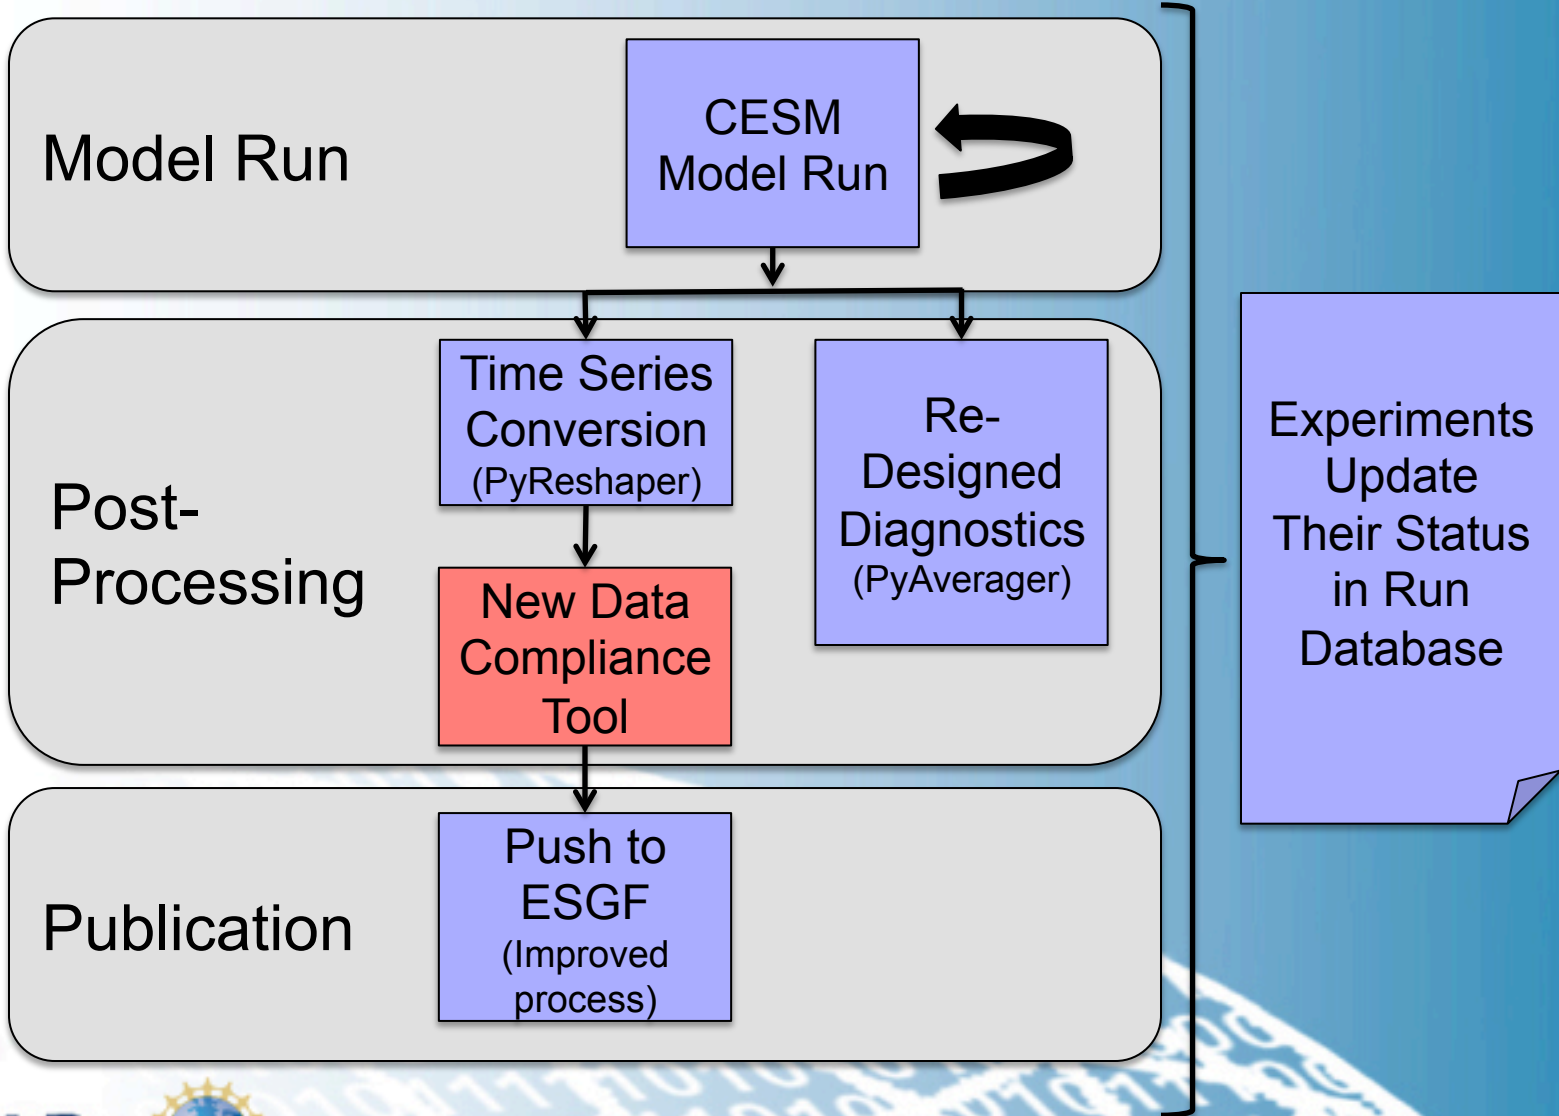 Model Run
CESM
Model Run
Post-
Processing
Time Series
Conversion
(PyReshaper)
New Data
Compliance
Tool
Re-
Designed
Diagnostics
(PyAverager)
Publication
Push to
ESGF
(Improved
process)
Experiments
Update
Their Status
in Run
Database